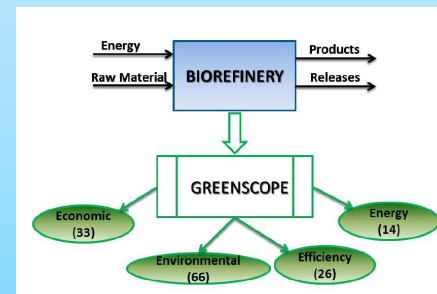 Energy
Products
BIOREFINERY
Raw Material
Releases
GREENSCOPE
Economic
(33)
Energy
(14)
Environmental
(66)
Efficiency
(26)